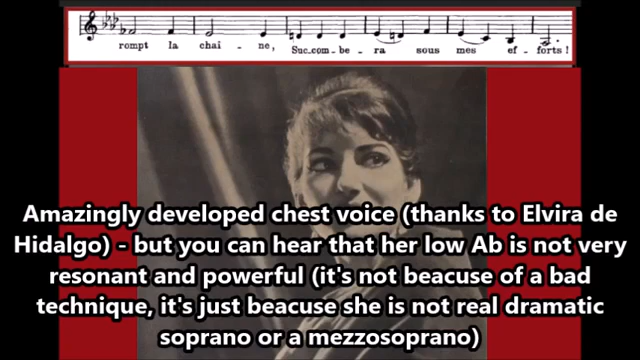 rompt la chaî - ne, Suc.com - be - ra sous mes ef - forts!
Amazingly developed chest voice (thanks to Elvira de
Hidalgo) - but you can hear that her low Ab is not very
resonant and powerful (it's not beacuse of a bad
technique, it's just beacuse she is not real dramatic
soprano or a mezzosoprano)